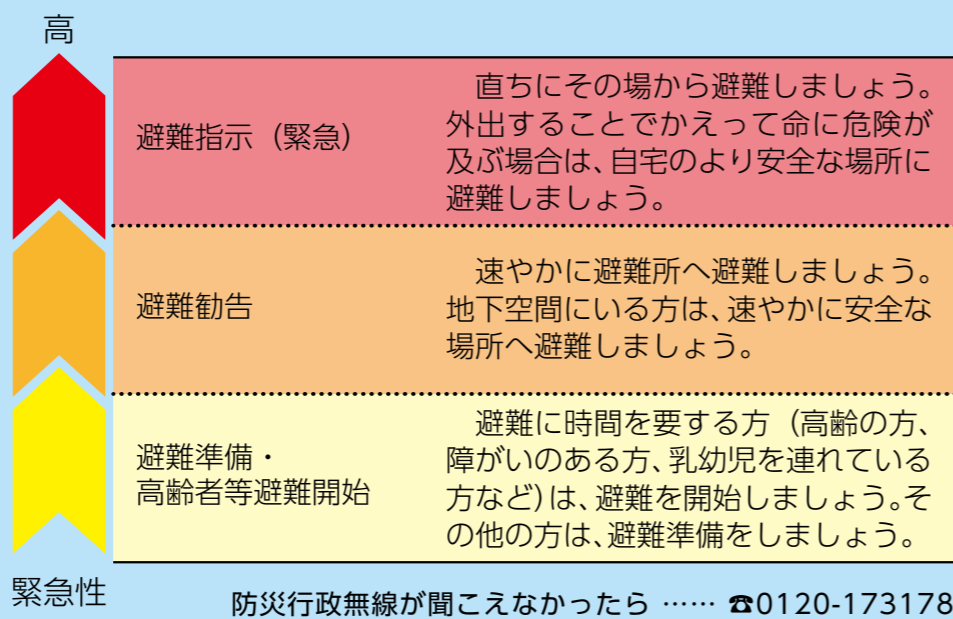 高
避難指示（緊急）
　直ちにその場から避難しましょう。
外出することでかえって命に危険が
及ぶ場合は、自宅のより安全な場所に
避難しましょう。
避難勧告
　速やかに避難所へ避難しましょう。
地下空間にいる方は、速やかに安全な
場所へ避難しましょう。
避難準備・
高齢者等避難開始
　避難に時間を要する方（高齢の方、
障がいのある方、乳幼児を連れている
方など）は、避難を開始しましょう。そ
の他の方は、避難準備をしましょう。
緊急性
防災行政無線が聞こえなかったら …… ☎0120-173178